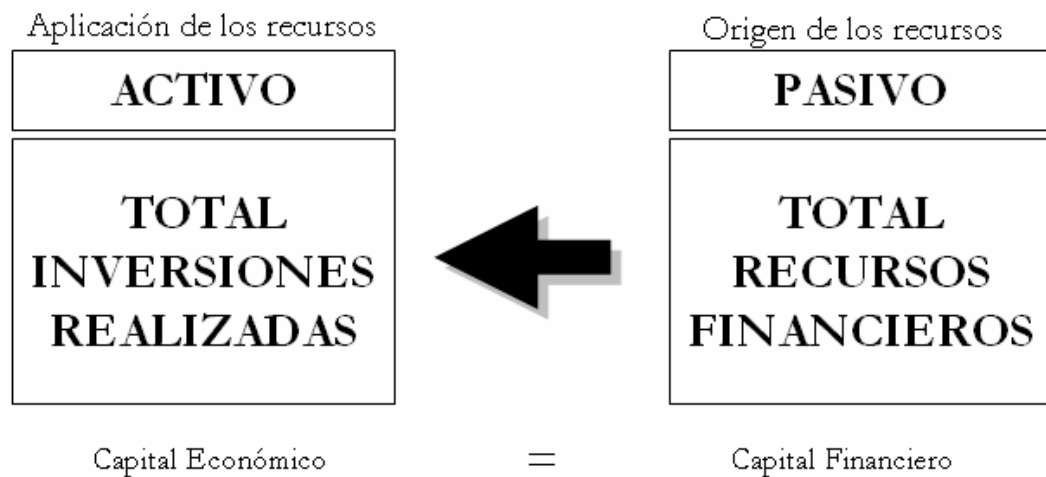 Aplicación de los recursos
ACTIVO
TOTAL
INVERSIONES
REALIZADAS
Capital Económico
=
Origen de los recursos
PASIVO
TOTAL
RECURSOS
FINANCIEROS
Capital Financiero